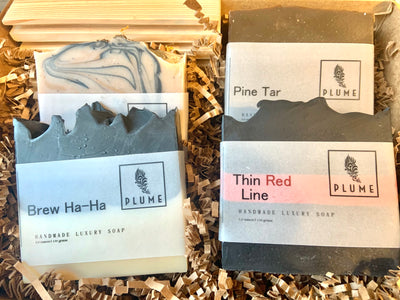 Pine Tar
PLUME
Brew Ha-Ha
PLUME
HANDMADE LUXURY SOAP
Thin Red
Line
PLUME
HANDMADE LUXURY SOAP